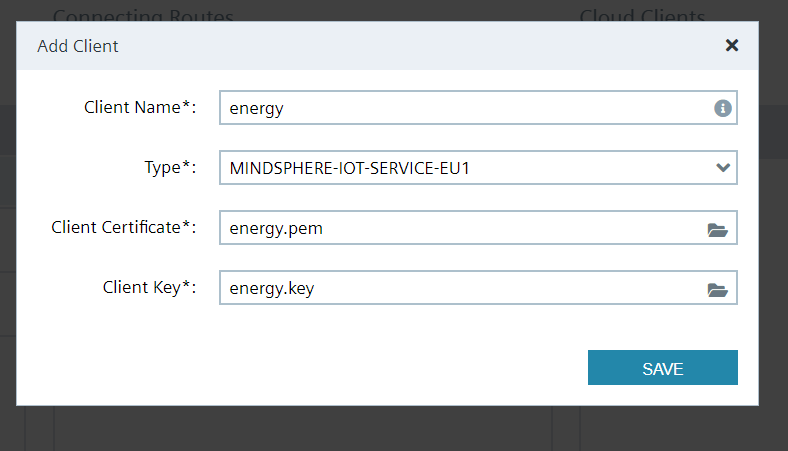 Connecting Routes
Cloud Clients
Add Client
Client Name*:
energy
Type*:
MINDSPHERE-IOT-SERVICE-EU1
Client Certificate*:
energy.pem
Client Key*:
energy.key
SAVE